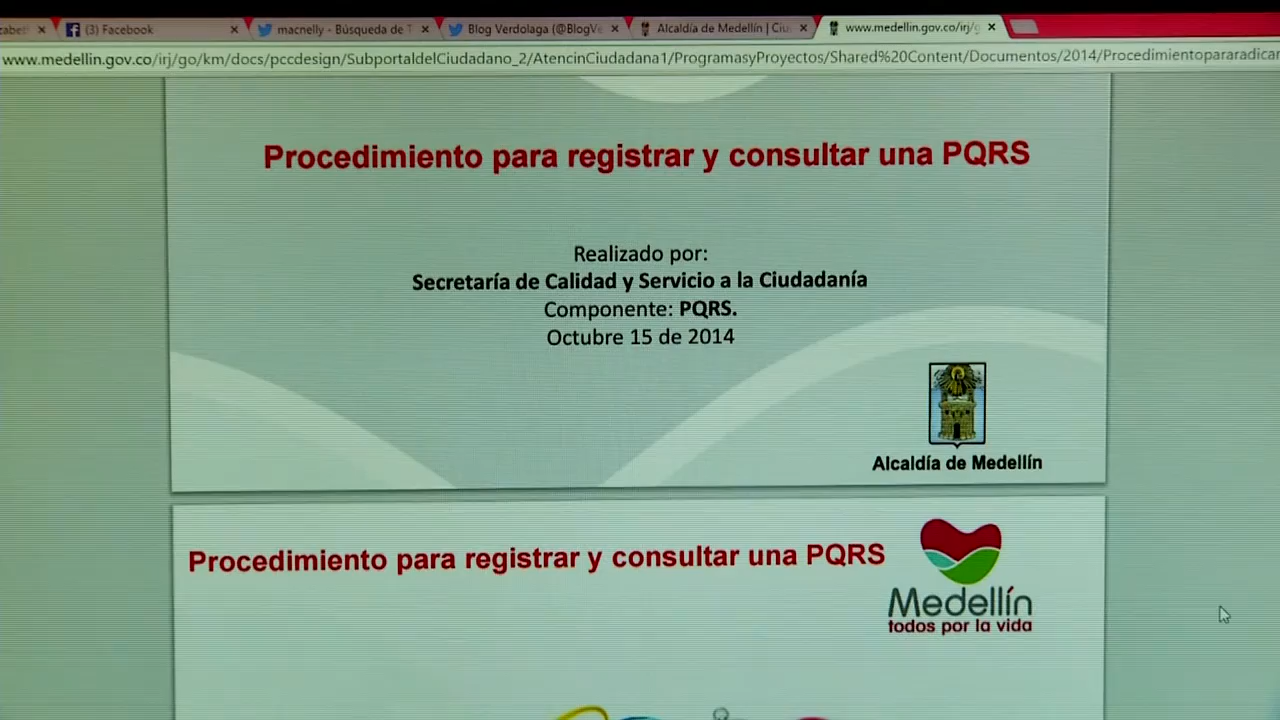 (3) Facebook
macnelly - Búsqueda de T
Blog Verdolaga (@BlogVe
Alcaldía de Medellín | Ciu
www.medellin.gov.co/irj/g
www.medellin.gov.co/irj/go/km/docs/pccdesign/SubportaldelCiudadano_2/AtencinCiudadana1/ProgramasyProyectos/Shared%20Content/Documentos/2014/Procedimientopararadicar
Procedimiento para registrar y consultar una PQRS
Realizado por:
Secretaría de Calidad y Servicio a la Ciudadanía
Componente: PQRS.
Octubre 15 de 2014
Alcaldía de Medellín
Procedimiento para registrar y consultar una PQRS
Medellín
todos por la vida